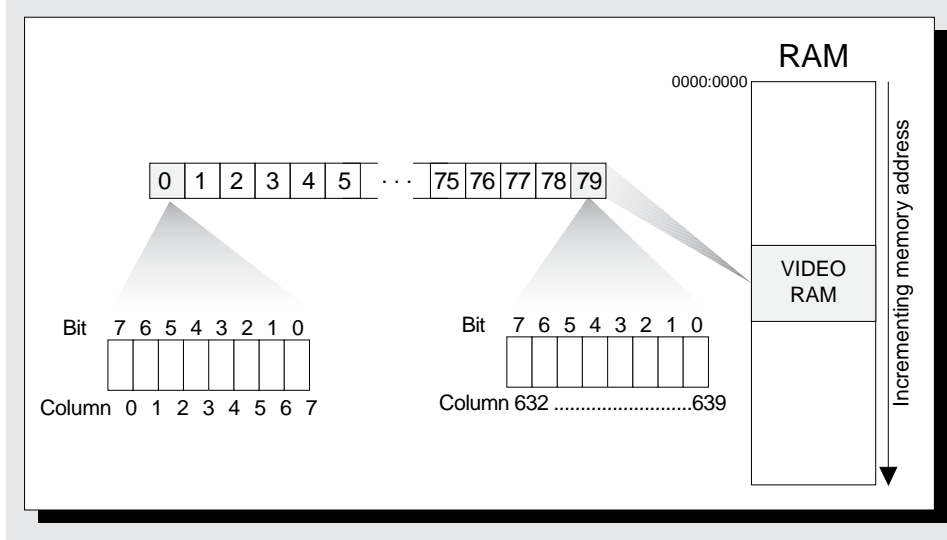 RAM
0000:0000
0 1 2 3 4 5 ... 75 76 77 78 79
VIDEO
RAM
Incrementing memory address
Bit 7 6 5 4 3 2 1 0
Column 0 1 2 3 4 5 6 7
Bit 7 6 5 4 3 2 1 0
Column 632 ..........................639